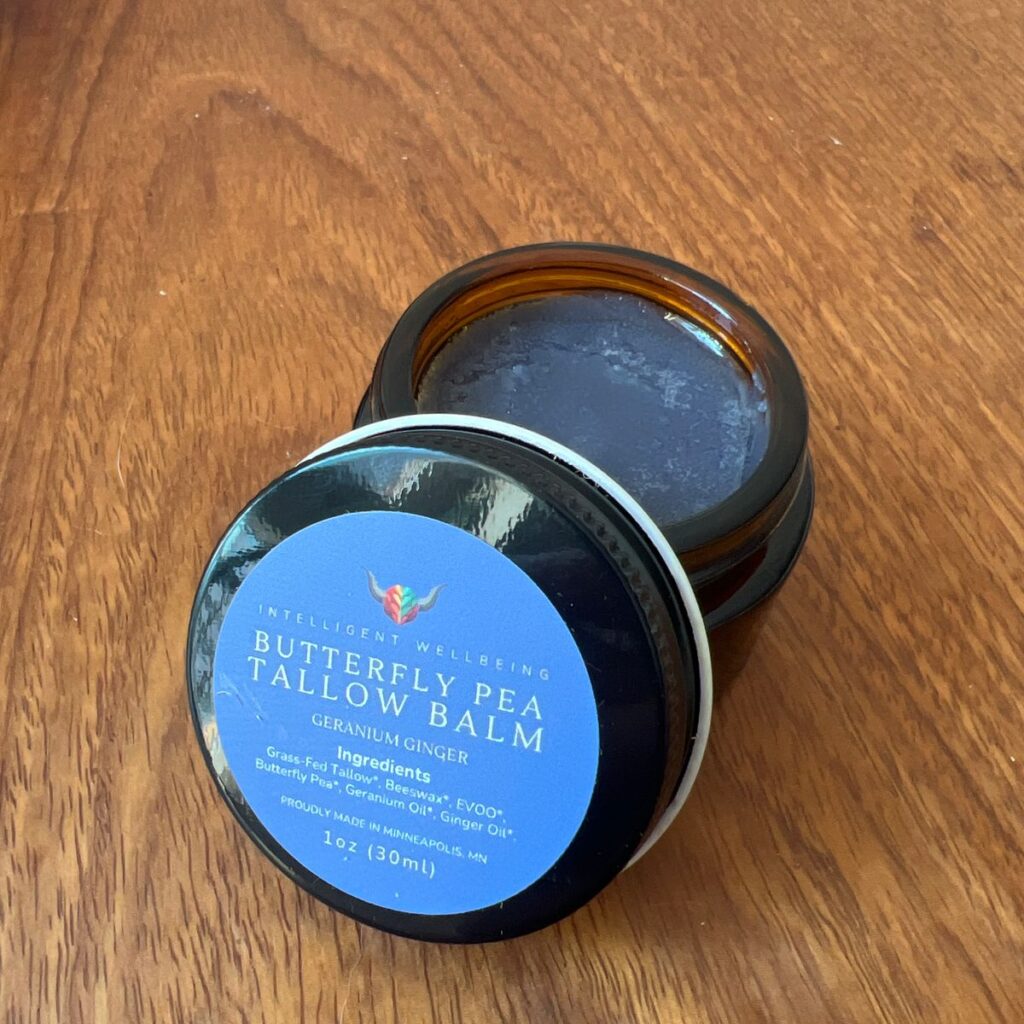 INTELLIGENT WELLBEING
BUTTERFLY PEA
TALLOW BALM
GERANIUM GINGER
Ingredients
Grass-Fed Tallow*, Beeswax*, EVOO*,
Butterfly Pea*, Geranium Oil*, Ginger Oil*,
PROUDLY MADE IN MINNEAPOLIS, MN
1oz (30ml)